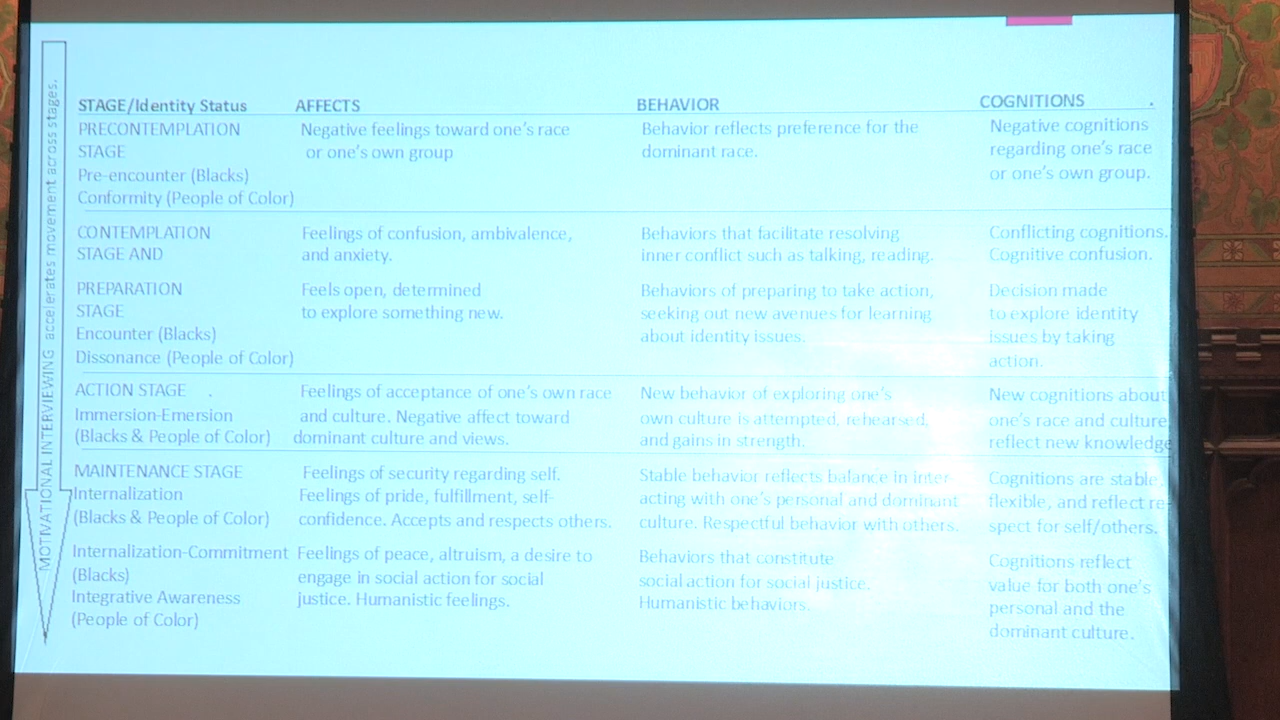 MOTIVATIONAL INTERVIEWING accelerates movement across stages.
STAGE/Identity Status AFFECTS BEHAVIOR COGNITIONS .
PRECONTEMPLATION
STAGE
Pre-encounter (Blacks)
Conformity (People of Color)
Negative feelings toward one's race
or one's own group
Behavior reflects preference for the
dominant race.
Negative cognitions
regarding one's race
or one's own group.
CONTEMPLATION
STAGE AND
Feelings of confusion, ambivalence,
and anxiety.
Behaviors that facilitate resolving
inner conflict such as talking, reading.
Conflicting cognitions.
Cognitive confusion.
PREPARATION
STAGE
Encounter (Blacks)
Dissonance (People of Color)
Feels open, determined
to explore something new.
Behaviors of preparing to take action,
seeking out new avenues for learning
about identity issues.
Decision made
to explore identity
issues by taking
action.
ACTION STAGE .
Immersion-Emersion
(Blacks & People of Color)
Feelings of acceptance of one's own race
and culture. Negative affect toward
dominant culture and views.
New behavior of exploring one's
own culture is attempted, rehearsed,
and gains in strength.
New cognitions about
one's race and culture
reflect new knowledge
MAINTENANCE STAGE
Internalization
(Blacks & People of Color)
Feelings of security regarding self.
Feelings of pride, fulfillment, self-
confidence. Accepts and respects others.
Stable behavior reflects balance in inter-
acting with one's personal and dominant
culture. Respectful behavior with others.
Cognitions are stable,
flexible, and reflect re-
spect for self/others.
Internalization-Commitment
(Blacks)
Integrative Awareness
(People of Color)
Feelings of peace, altruism, a desire to
engage in social action for social
justice. Humanistic feelings.
Behaviors that constitute
social action for social justice.
Humanistic behaviors.
Cognitions reflect
value for both one's
personal and the
dominant culture.